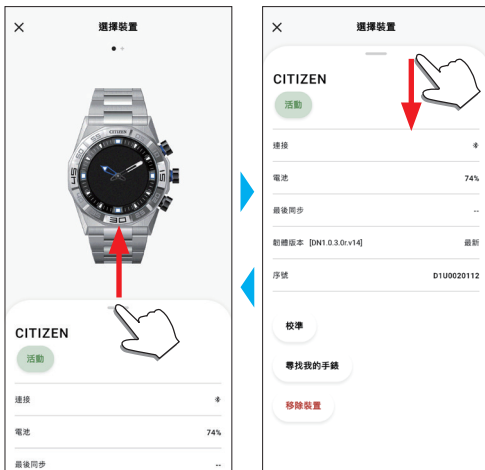 選擇裝置
CITIZEN
CITIZEN
活動
連接
電池 74%
最後同步 --
選擇裝置
CITIZEN
活動
連接
電池 74%
最後同步 --
韌體版本 [DN1.0.3.0r.v14] 最新
序號 D1U0020112
校準
尋找我的手錶
移除裝置